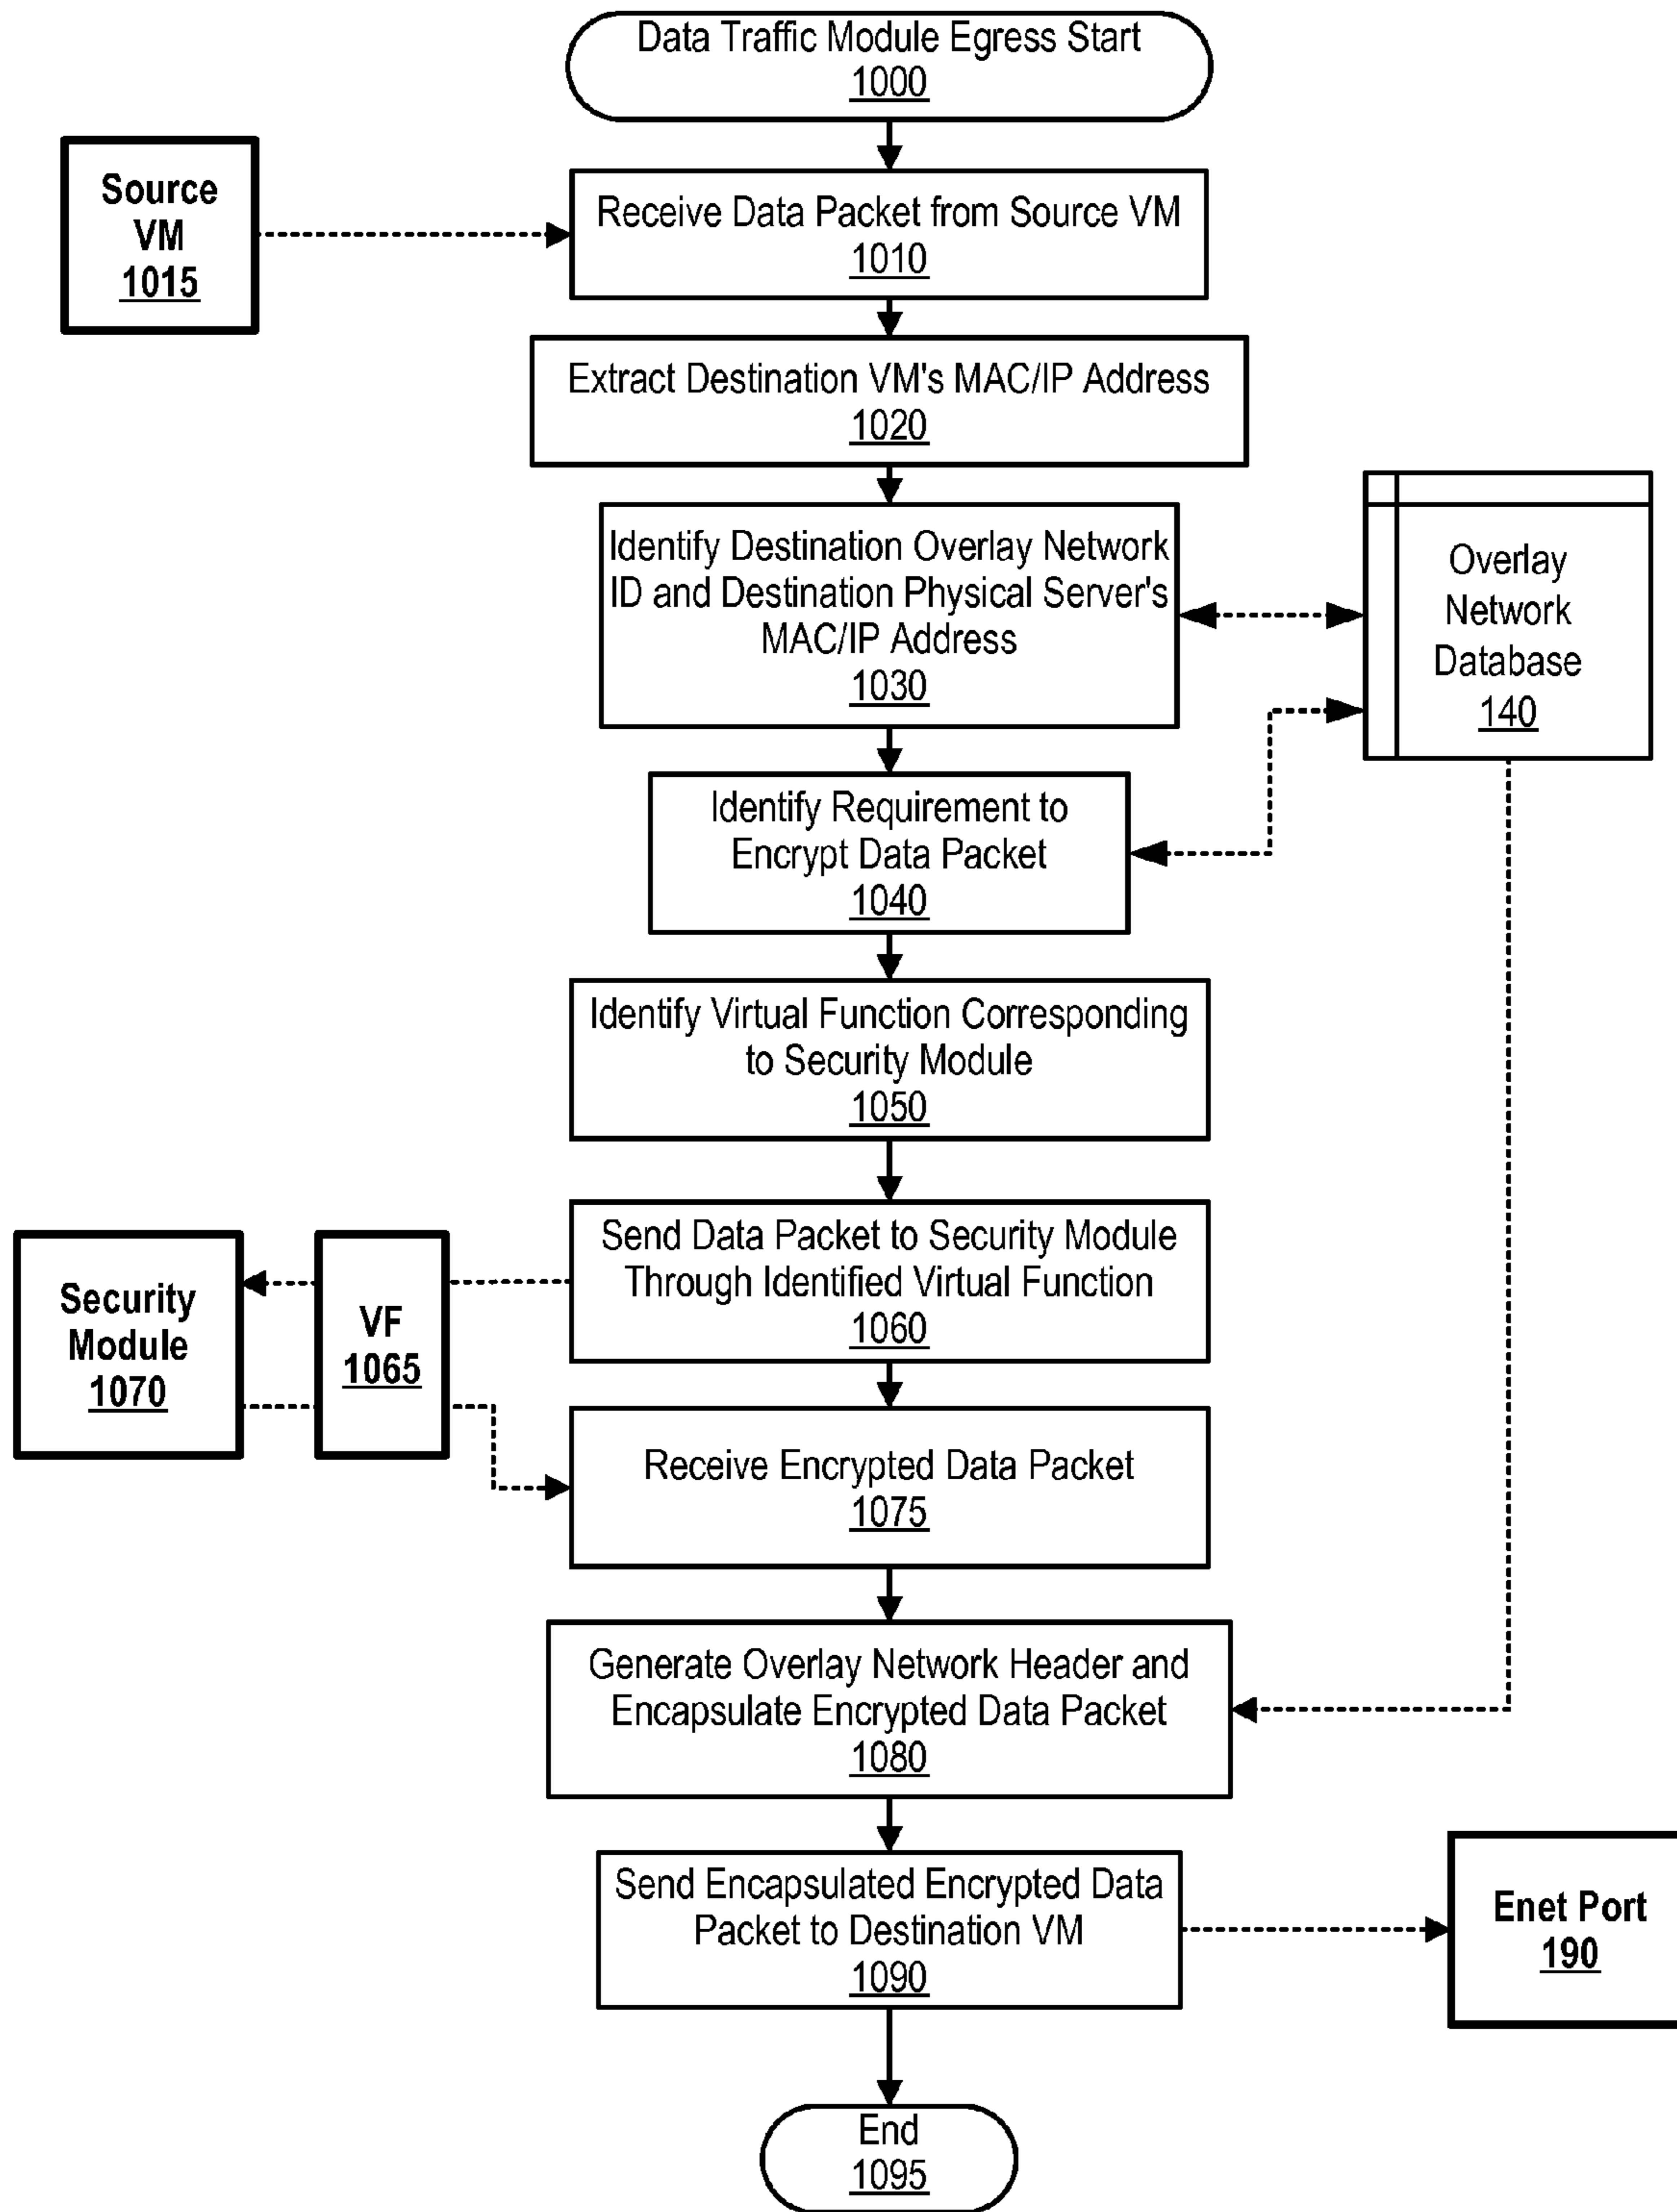 Data Traffic Module Egress Start
1000
Source
VM
1015
Receive Data Packet from Source VM
1010
Extract Destination VM's MAC/IP Address
1020
Identify Destination Overlay Network
ID and Destination Physical Server's
MAC/IP Address
1030
Overlay
Network
Database
140
Identify Requirement to
Encrypt Data Packet
1040
Identify Virtual Function Corresponding
to Security Module
1050
Send Data Packet to Security Module
Through Identified Virtual Function
1060
Security
Module
1070
VF
1065
Receive Encrypted Data Packet
1075
Generate Overlay Network Header and
Encapsulate Encrypted Data Packet
1080
Send Encapsulated Encrypted Data
Packet to Destination VM
1090
Enet Port
190
End
1095